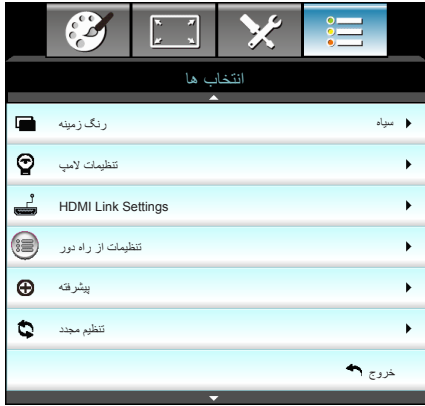 انتخاب ها
رنگ زمینه سیاه
تنظیمات لامپ
HDMI Link Settings
تنظیمات از راه دور
پیشرفته
تنظیم مجدد
خروج